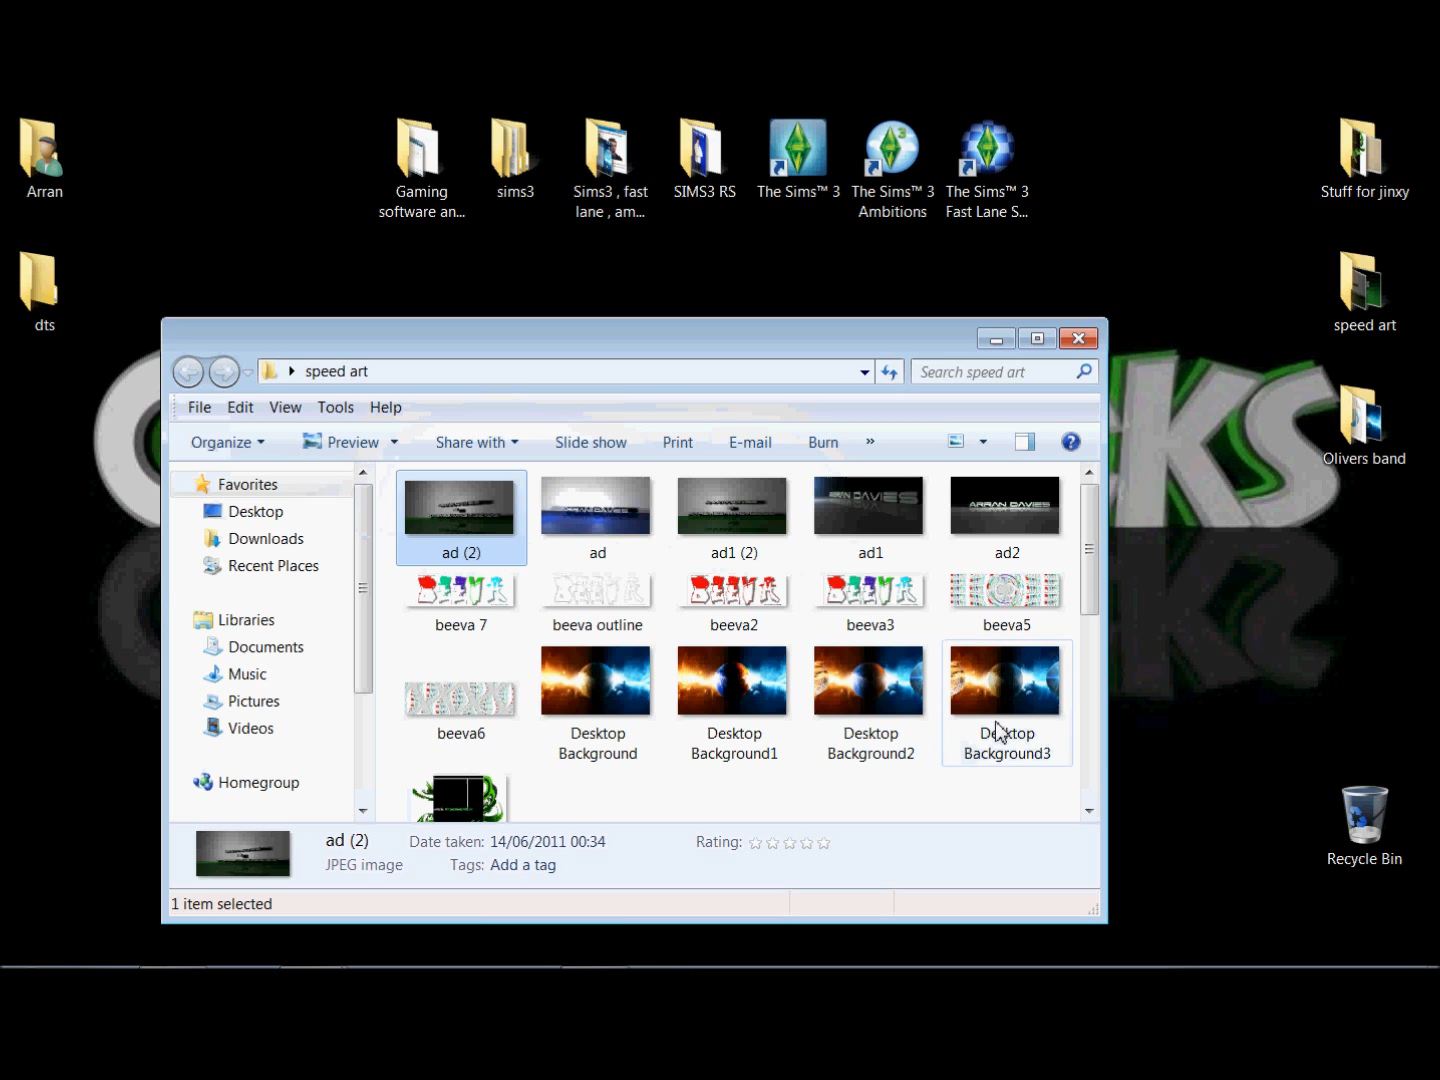 Gaming
software an...
sims3
Sims3 , fast
lane , am...
SIMS3 RS
The Sims™ 3
The Sims™ 3
Ambitions
The Sims™ 3
Fast Lane S...
Stuff for jinxy
Arran
dts
speed art
Olivers band
Recycle Bin
speed art
Search speed art
File Edit View Tools Help
Organize Preview Share with Slide show Print E-mail Burn »
Favorites
Desktop
Downloads
Recent Places
Libraries
Documents
Music
Pictures
Videos
Homegroup
ARRAN DAVIES
ARRAN DAVIES
ad (2) ad ad1 (2) ad1 ad2
beeva 7 beeva outline beeva2 beeva3 beeva5
beeva6
Desktop
Background
Desktop
Background1
Desktop
Background2
Desktop
Background3
ad (2) Date taken: 14/06/2011 00:34 Rating:
JPEG image Tags: Add a tag
1 item selected